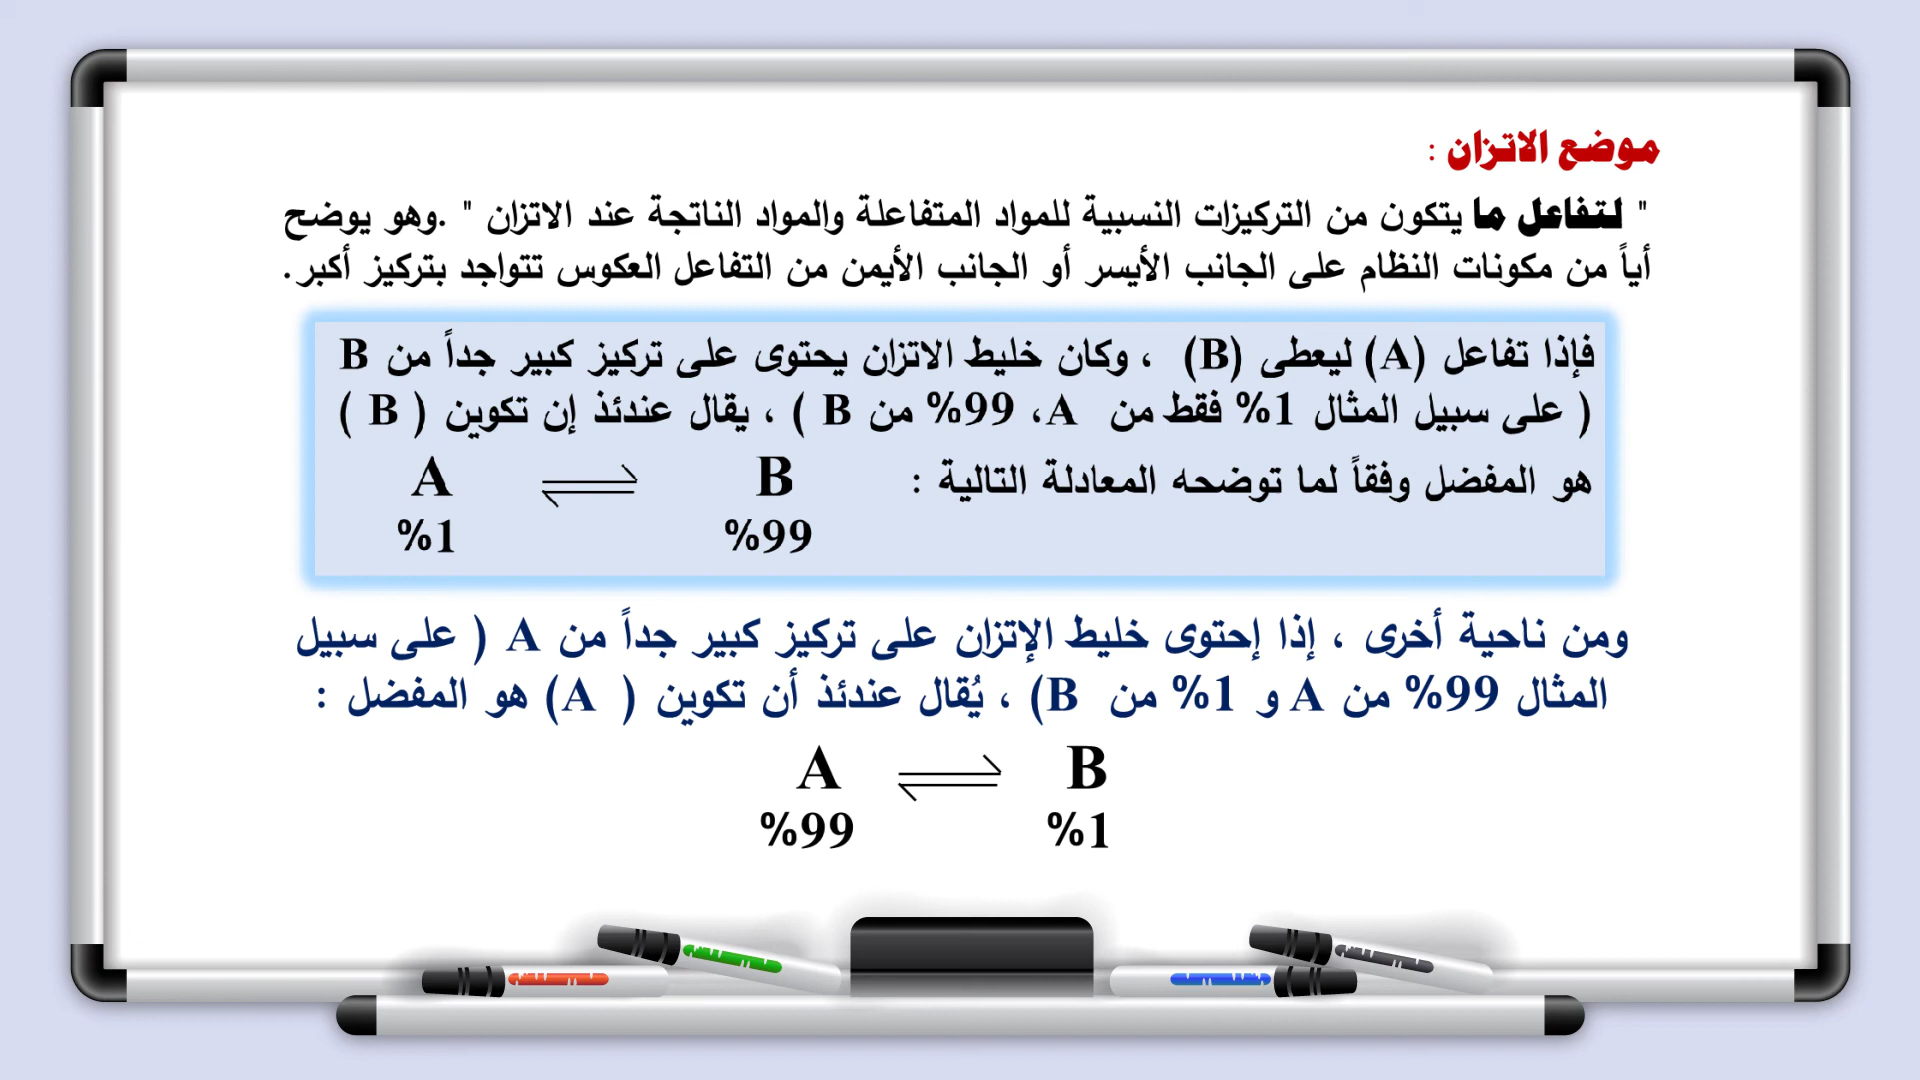 موضع الاتزان :
" لتفاعل ما يتكون من التركيزات النسبية للمواد المتفاعلة والمواد الناتجة عند الاتزان " .وهو يوضح
أياً من مكونات النظام على الجانب الأيسر أو الجانب الأيمن من التفاعل العكوس تتواجد بتركيز أكبر.
فإذا تفاعل (A) ليعطى (B) ، وكان خليط الاتزان يحتوى على تركيز كبير جداً من B
( على سبيل المثال 1% فقط من A، 99% من B ) ، يقال عندئذ إن تكوين ( B )
هو المفضل وفقاً لما توضحه المعادلة التالية :
A ⇌ B
%1 %99
ومن ناحية أخرى ، إذا إحتوى خليط الإتزان على تركيز كبير جداً من A ( على سبيل
المثال 99% من A و 1% من B) ، يُقال عندئذ أن تكوين ( A) هو المفضل :
A ⇌ B
%99 %1